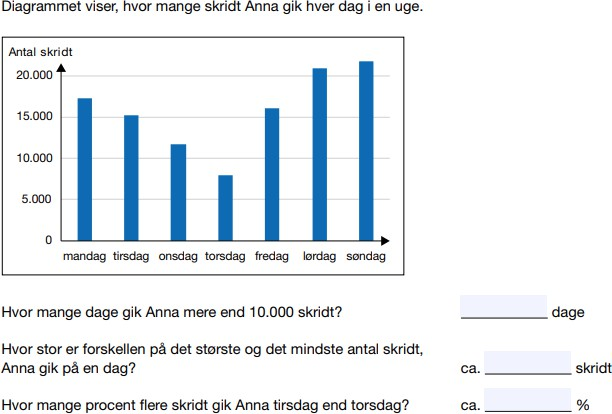 Diagrammet viser, hvor mange skridt Anna gik hver dag i en uge.
Antal skridt
20.000
15.000
10.000
5.000
0
mandag tirsdag onsdag torsdag fredag lørdag søndag
Hvor mange dage gik Anna mere end 10.000 skridt? dage
Hvor stor er forskellen på det største og det mindste antal skridt,
Anna gik på en dag? ca. skridt
Hvor mange procent flere skridt gik Anna tirsdag end torsdag? ca. %